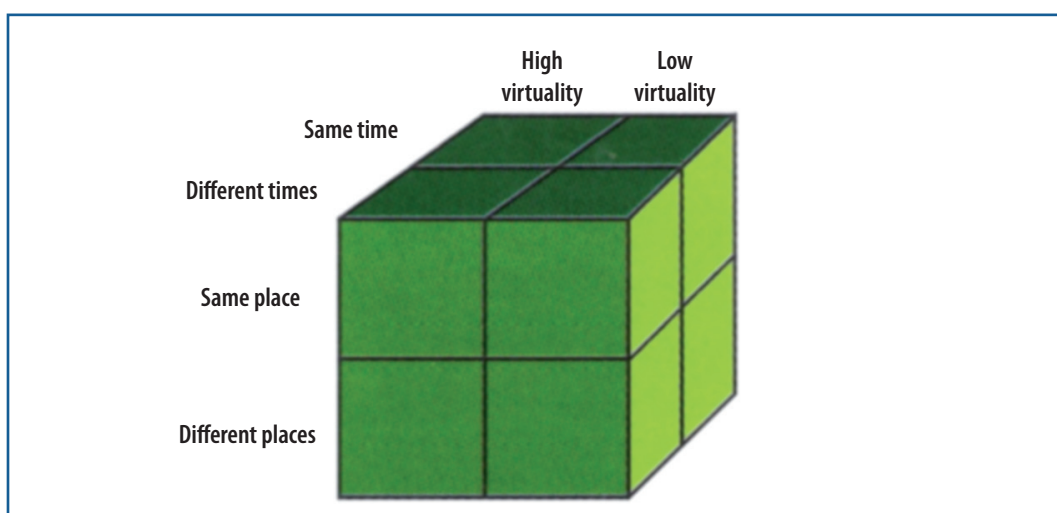 High Low
virtuality virtuality
Same time
Different times
Same place
Different places